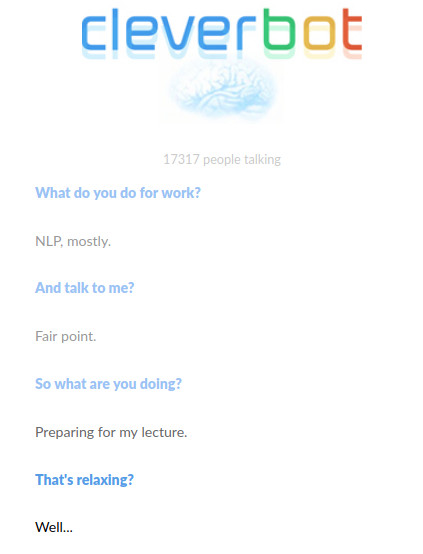 cleverbot
17317 people talking
What do you do for work?
NLP, mostly.
And talk to me?
Fair point.
So what are you doing?
Preparing for my lecture.
That's relaxing?
Well...